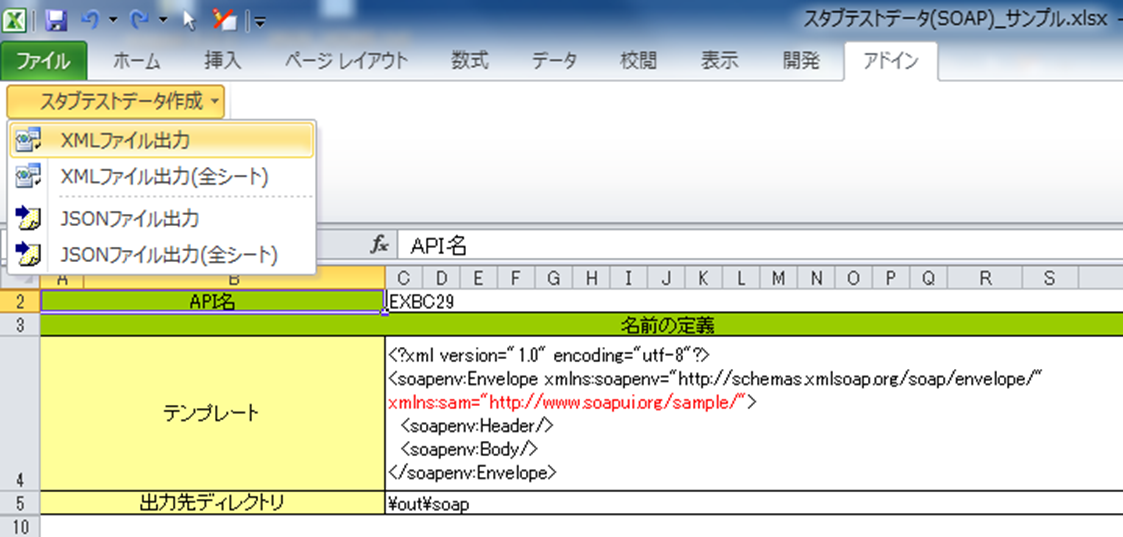 スタブテストデータ(SOAP)_サンプル.xlsx -
ファイル ホーム 挿入 ページ レイアウト 数式 データ 校閲 表示 開発 アドイン
スタブテストデータ作成
XMLファイル出力
XMLファイル出力(全シート)
JSONファイル出力
JSONファイル出力(全シート)
fx API名
A B C D E F G H I J K L M N O P Q R S
2 API名 EXBC29
3 名前の定義
<?xml version="1.0" encoding="utf-8"?>
<soapenv:Envelope xmlns:soapenv="http://schemas.xmlsoap.org/soap/envelope/"
xmlns:sam="http://www.soapui.org/sample/">
テンプレート
<soapenv:Header/>
<soapenv:Body/>
4 </soapenv:Envelope>
5 出力先ディレクトリ ¥out¥soap
10